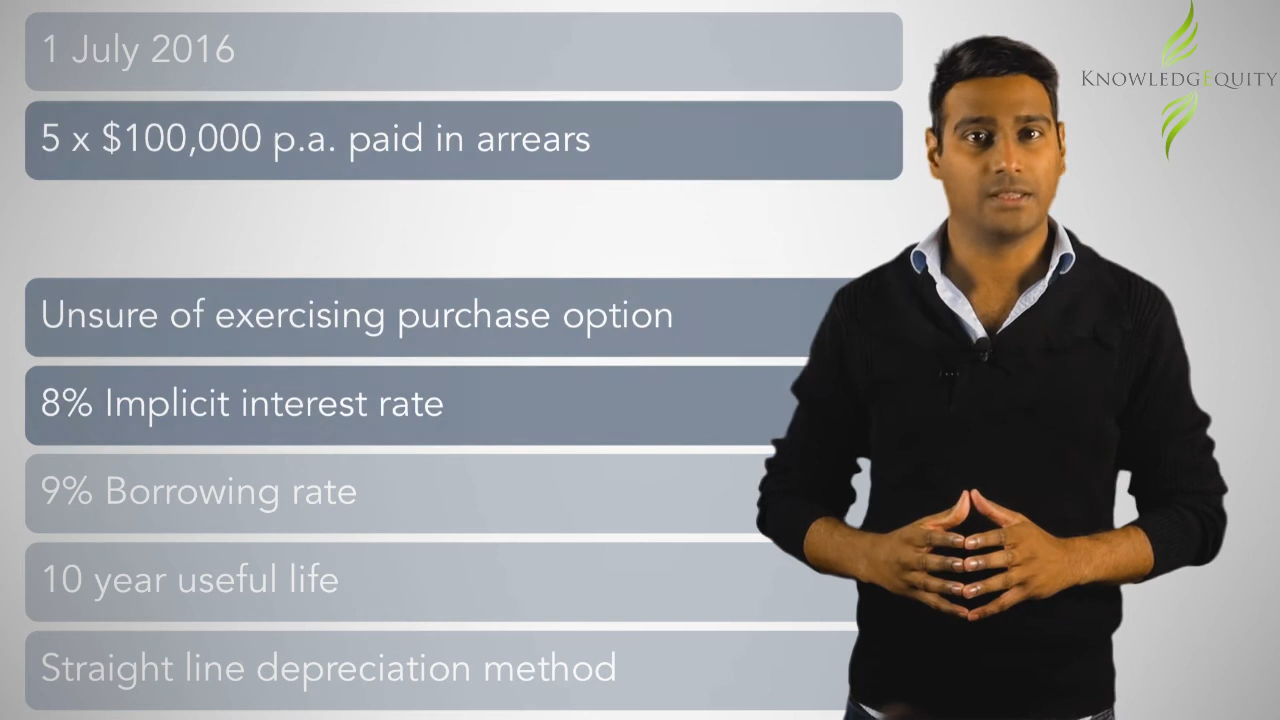 1 July 2016
KNOWLEDGEQUITY
5 x $100,000 p.a. paid in arrears
Unsure of exercising purchase option
8% Implicit interest rate
9% Borrowing rate
10 year useful life
Straight line depreciation method